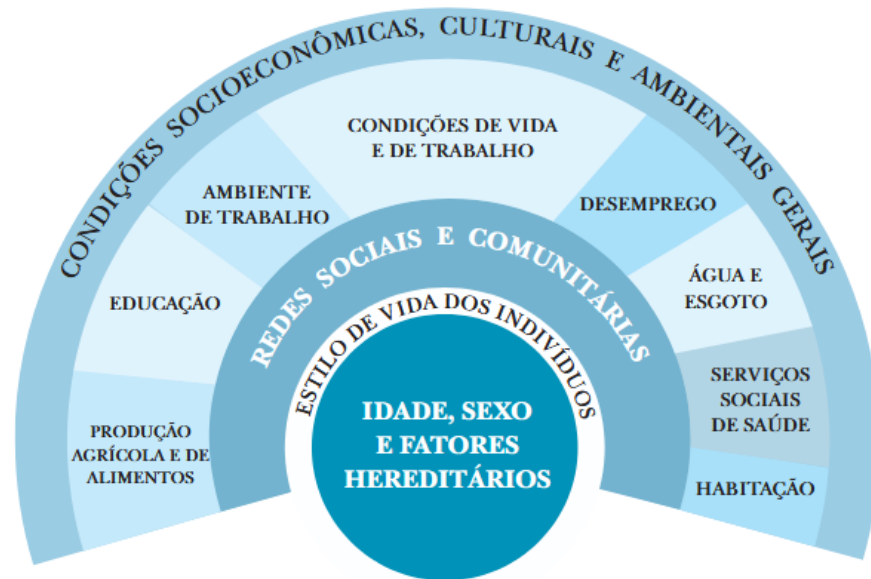 CONDIÇÕES SOCIOECONÔMICAS, CULTURAIS E AMBIENTAIS GERAIS
CONDIÇÕES DE VIDA
E DE TRABALHO
AMBIENTE
DE TRABALHO
DESEMPREGO
EDUCAÇÃO
ÁGUA E
ESGOTO
PRODUÇÃO
AGRÍCOLA E DE
ALIMENTOS
SERVIÇOS
SOCIAIS
DE SAÚDE
HABITAÇÃO
REDES SOCIAIS E COMUNITÁRIAS
ESTILO DE VIDA DOS INDIVÍDUOS
IDADE, SEXO
E FATORES
HEREDITÁRIOS